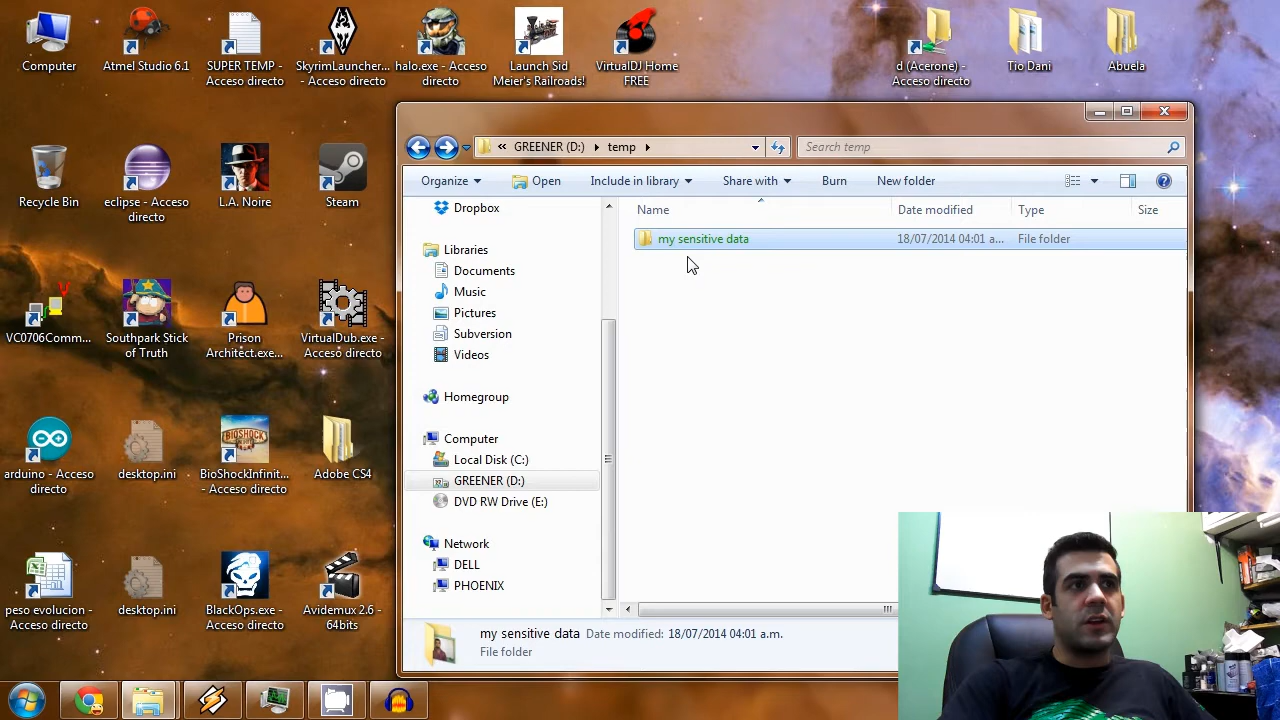 Computer
Atmel Studio 6.1
SUPER TEMP -
Acceso directo
SkyrimLauncher...
- Acceso directo
halo.exe - Acceso
directo
Launch Sid
Meier's Railroads!
VirtualDJ Home
FREE
d (Acerone) -
Acceso directo
Tio Dani
Abuela
Recycle Bin
eclipse - Acceso
directo
L.A. Noire
Steam
VC0706Comm...
Southpark Stick
of Truth
Prison
Architect.exe...
VirtualDub.exe -
Acceso directo
arduino - Acceso
directo
desktop.ini
BioShockInfinit...
- Acceso directo
Adobe CS4
peso evolucion -
Acceso directo
desktop.ini
BlackOps.exe -
Acceso directo
Avidemux 2.6 -
64bits
« GREENER (D:) temp
Search temp
Organize Open Include in library Share with Burn New folder
Dropbox
Libraries
Documents
Music
Pictures
Subversion
Videos
Homegroup
Computer
Local Disk (C:)
GREENER (D:)
DVD RW Drive (E:)
Network
DELL
PHOENIX
Name Date modified Type Size
my sensitive data 18/07/2014 04:01 a... File folder
my sensitive data Date modified: 18/07/2014 04:01 a.m.
File folder